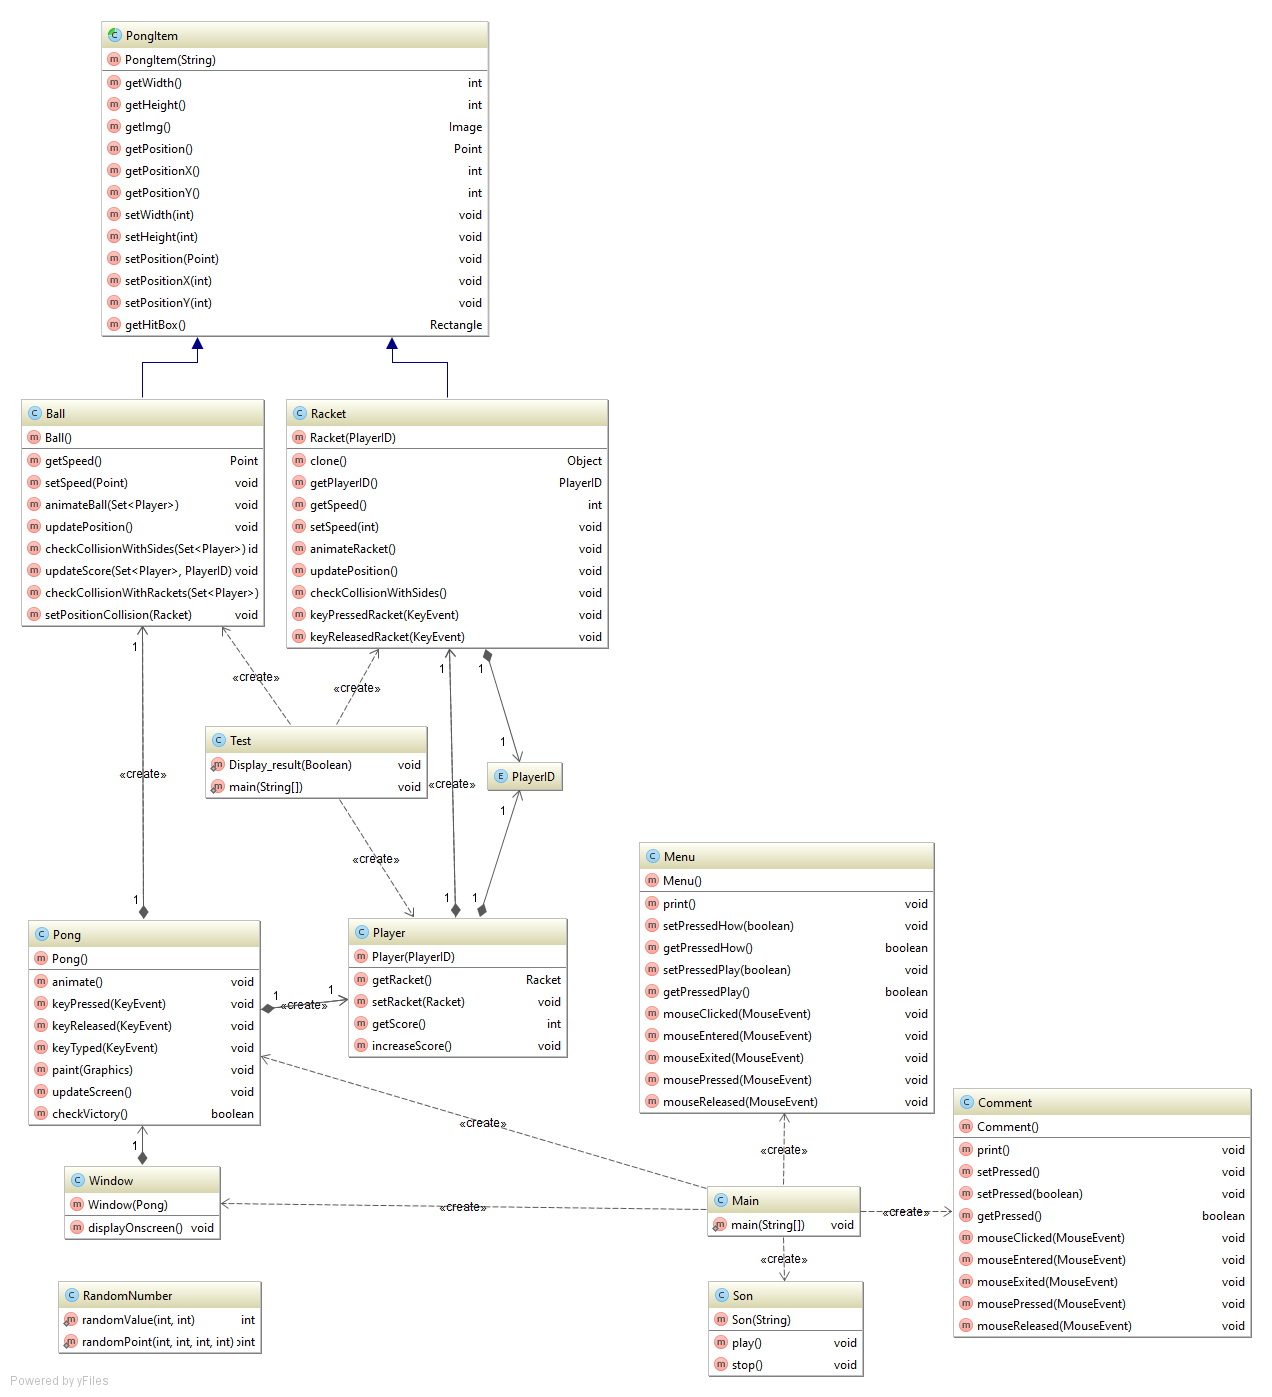 PongItem
PongItem(String)
getWidth() int
getHeight() int
getImg() Image
getPosition() Point
getPositionX() int
getPositionY() int
setWidth(int) void
setHeight(int) void
setPosition(Point) void
setPositionX(int) void
setPositionY(int) void
getHitBox() Rectangle
Ball
Ball()
getSpeed() Point
setSpeed(Point) void
animateBall(Set<Player>) void
updatePosition() void
checkCollisionWithSides(Set<Player>) id
updateScore(Set<Player>, PlayerID) void
checkCollisionWithRackets(Set<Player>)
setPositionCollision(Racket) void
Racket
Racket(PlayerID)
clone() Object
getPlayerID() PlayerID
getSpeed() int
setSpeed(int) void
animateRacket() void
updatePosition() void
checkCollisionWithSides() void
keyPressedRacket(KeyEvent) void
keyReleasedRacket(KeyEvent) void
1
1
1
«create»
«create»
Test
Display_result(Boolean) void
main(String[]) void
1
PlayerID
«create»
«create»
1
«create»
1
1
1
Pong
Pong()
animate() void
keyPressed(KeyEvent) void
keyReleased(KeyEvent) void
keyTyped(KeyEvent) void
paint(Graphics) void
updateScreen() void
checkVictory() boolean
1
«create»
1
Player
Player(PlayerID)
getRacket() Racket
setRacket(Racket) void
getScore() int
increaseScore() void
Menu
Menu()
print() void
setPressedHow(boolean) void
getPressedHow() boolean
setPressedPlay(boolean) void
getPressedPlay() boolean
mouseClicked(MouseEvent) void
mouseEntered(MouseEvent) void
mouseExited(MouseEvent) void
mousePressed(MouseEvent) void
mouseReleased(MouseEvent) void
Comment
Comment()
print() void
setPressed() void
setPressed(boolean) void
getPressed() boolean
mouseClicked(MouseEvent) void
mouseEntered(MouseEvent) void
mouseExited(MouseEvent) void
mousePressed(MouseEvent) void
mouseReleased(MouseEvent) void
«create»
1
«create»
Window
Window(Pong)
displayOnscreen() void
«create»
Main
main(String[]) void
«create»
«create»
RandomNumber
randomValue(int, int) int
randomPoint(int, int, int, int) oint
Son
Son(String)
play() void
stop() void
Powered by yFiles